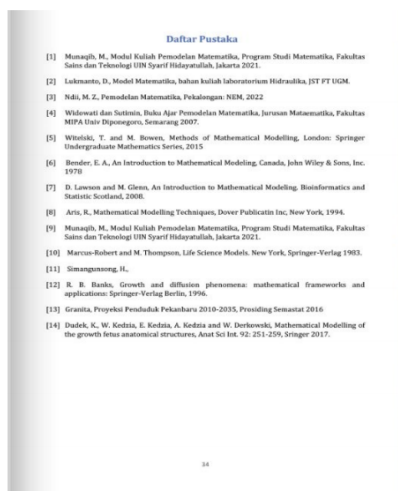 Daftar Pustaka
[1] Munaqib, M., Modul Kuliah Pemodelan Matematika, Program Studi Matematika, Fakultas
Sains dan Teknologi UIN Syarif Hidayatullah, Jakarta 2021.
[2] Lukmanto, D., Medel Matematika, bahan kuliah laboratorium Hidraulika, JST FT UGM.
[3] Ndii, M. Z., Pemodelan Matematika, Pekalongan: NEM, 2022
[4] Widowati dan Sutimin, Buku Ajar Pemodelan Matematika, Jurusan Mataematika, Fakultas
MIPA Univ Diponegoro, Semarang 2007.
[5] Witelski, T. and M. Bowen, Methods of Mathematical Modelling, London: Springer
Undergraduate Mathematics Series, 2015
[6] Bender, E. A., An Introduction to Mathematical Modeling, Canada, John Wiley & Sons, Inc.
1978
[7] D. Lawson and M. Glenn, An Introduction to Mathematical Modeling, Bioinformatics and
Statistic Scotland, 2008.
[8] Aris, R., Mathematical Modelling Techniques, Dover Publicatin Inc, New York, 1994.
[9] Munaqih, M., Modul Kuliah Pemodelan Matematika, Program Studi Matematika, Fakultas
Sains dan Teknologi UIN Syarif Hidayatullah, Jakarta 2021.
[10] Marcus-Robert and M. Thompson, Life Science Models. New York, Springer-Verlag 1983.
[11] Simangunsong, H.,
[12] R. B. Banks, Growth and diffusion phenomena: mathematical frameworks and
applications: Springer-Verlag Berlin, 1996.
[13] Granita, Proyeksi Penduduk Pekanbaru 2010-2035, Prosiding Semastat 2016
[14] Dudek, K., W. Kedzia, E. Kedzia, A. Kedzia and W. Derkowski, Mathematical Modelling of
the growth fetus anatomical structures, Anat Sci Int. 92: 251-259, Sringer 2017.
34